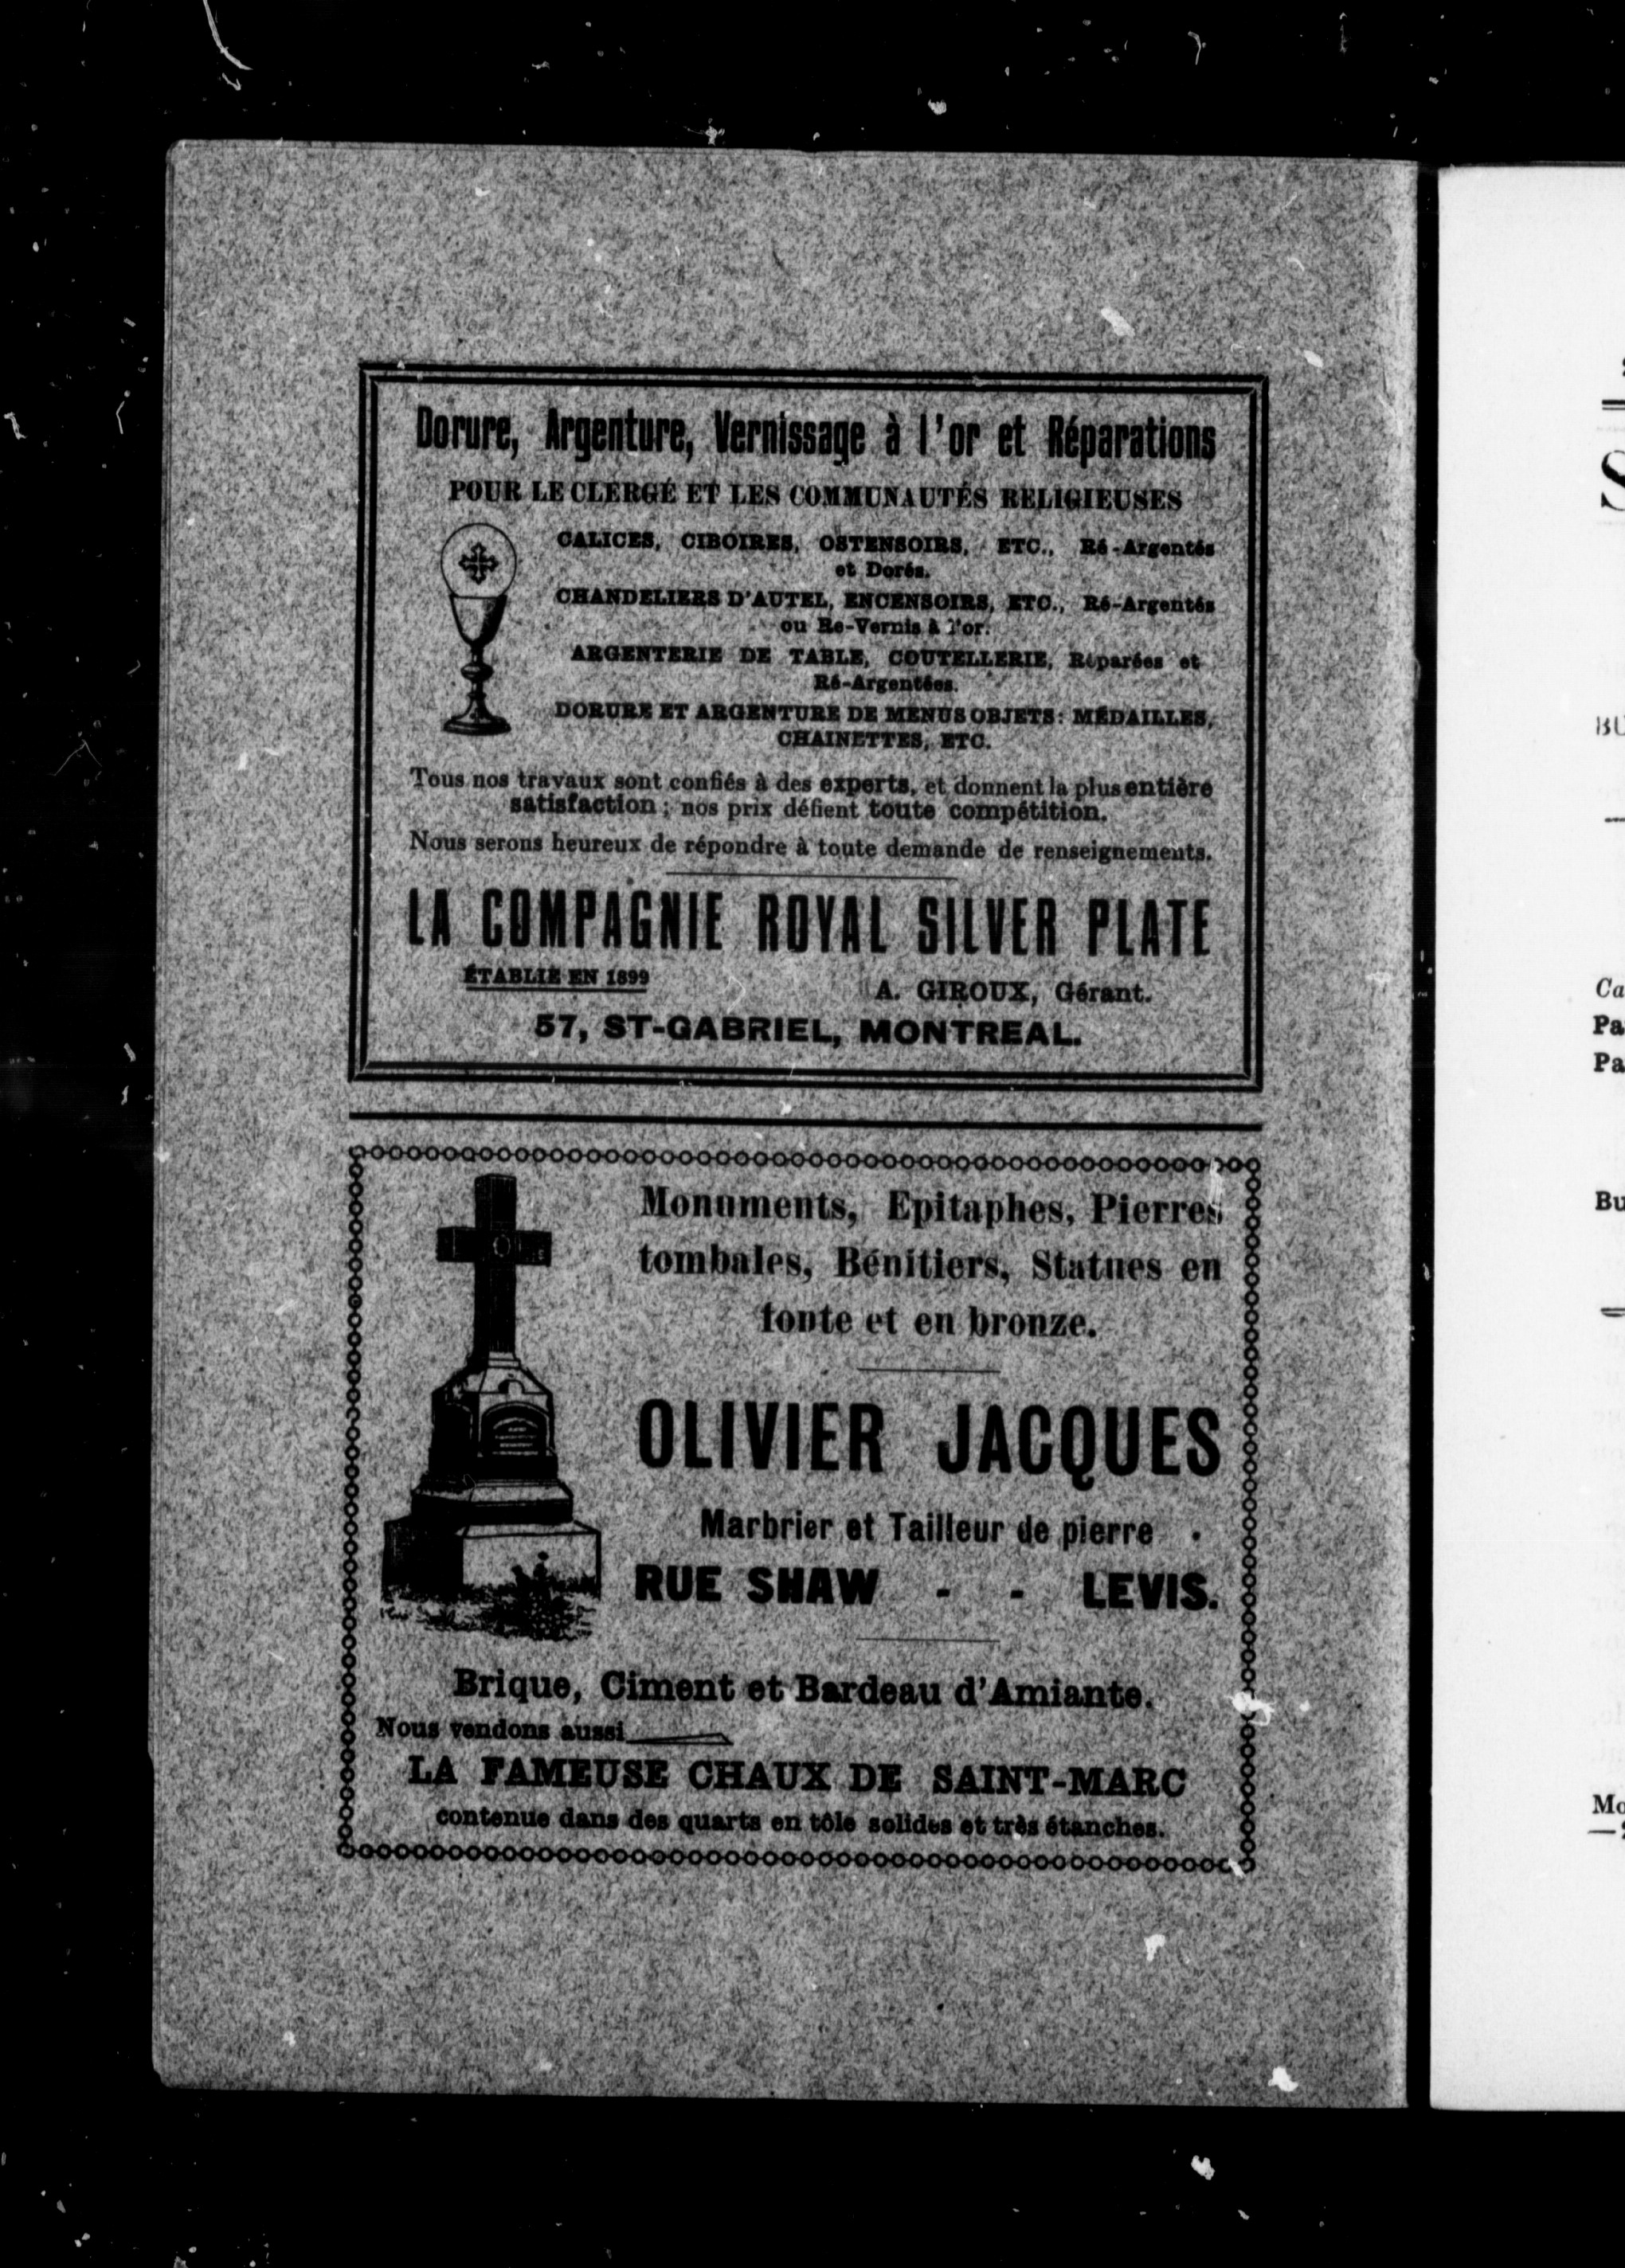 Dorure, Argenture, Vernissage à l'or et Réparations
POUR LE CLERGÉ ET LES COMMUNAUTÉS RELIGIEUSES
CALICES, CIBOIRES, OSTENSOIRS, ETC., Ré-Argentés
et Dorés.
CHANDELIERS D'AUTEL, ENCENSOIRS, ETC., Ré-Argentés
ou Re-Vernis à l'or.
ARGENTERIE DE TABLE, COUTELLERIE, Réparées et
Ré-Argentées.
DORURE ET ARGENTURE DE MENUS OBJETS: MÉDAILLES,
CHAINETTES, ETC.
Tous nos travaux sont confiés à des experts, et donnent la plus entière
satisfaction; nos prix défient toute compétition.
Nous serons heureux de répondre à toute demande de renseignements.
LA COMPAGNIE ROYAL SILVER PLATE
ÉTABLIE EN 1899
A. GIROUX, Gérant.
57, ST-GABRIEL, MONTREAL.
Monuments, Epitaphes, Pierres
tombales, Bénitiers, Statues en
fonte et en bronze.
OLIVIER JACQUES
Marbrier et Tailleur de pierre .
RUE SHAW - - LEVIS.
Brique, Ciment et Bardeau d'Amiante.
Nous vendons aussi
LA FAMEUSE CHAUX DE SAINT-MARC
contenue dans des quarts en tôle solides et très étanches.
S
BU
Ca
Pa
Pa
Bu
Mo